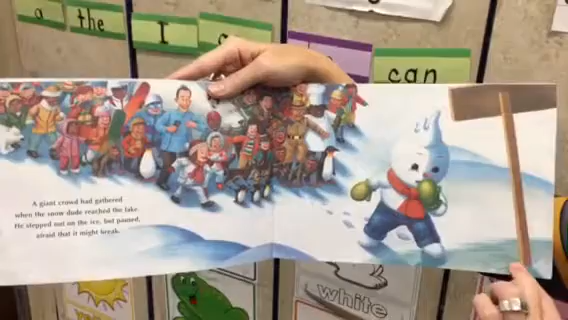 a
the
I
can
A giant crowd had gathered
when the snow dude reached the lake.
He stepped out on the ice, but paused,
afraid that it might break.
white